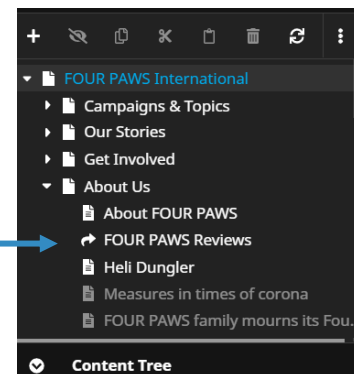 FOUR PAWS International
Campaigns & Topics
Our Stories
Get Involved
About Us
About FOUR PAWS
FOUR PAWS Reviews
Heli Dungler
Measures in times of corona
FOUR PAWS family mourns its Fou..
Content Tree